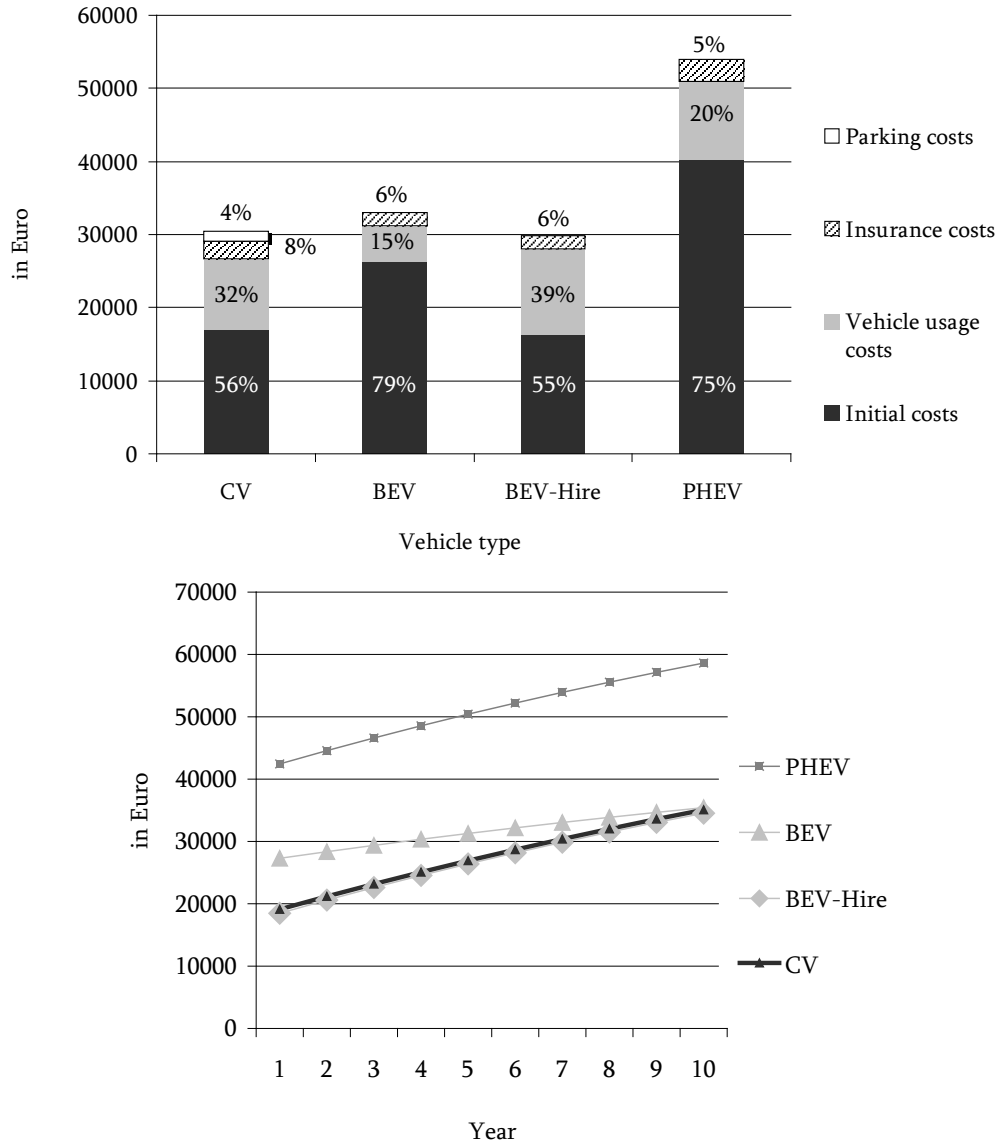 60000
50000
40000
30000
20000
10000
0
in Euro
4%
8%
32%
56%
6%
15%
79%
6%
39%
55%
5%
20%
75%
CV
BEV
BEV-Hire
PHEV
Vehicle type
Parking costs
Insurance costs
Vehicle usage
costs
Initial costs
70000
60000
50000
40000
30000
20000
10000
0
in Euro
1 2 3 4 5 6 7 8 9 10
Year
PHEV
BEV
BEV-Hire
CV